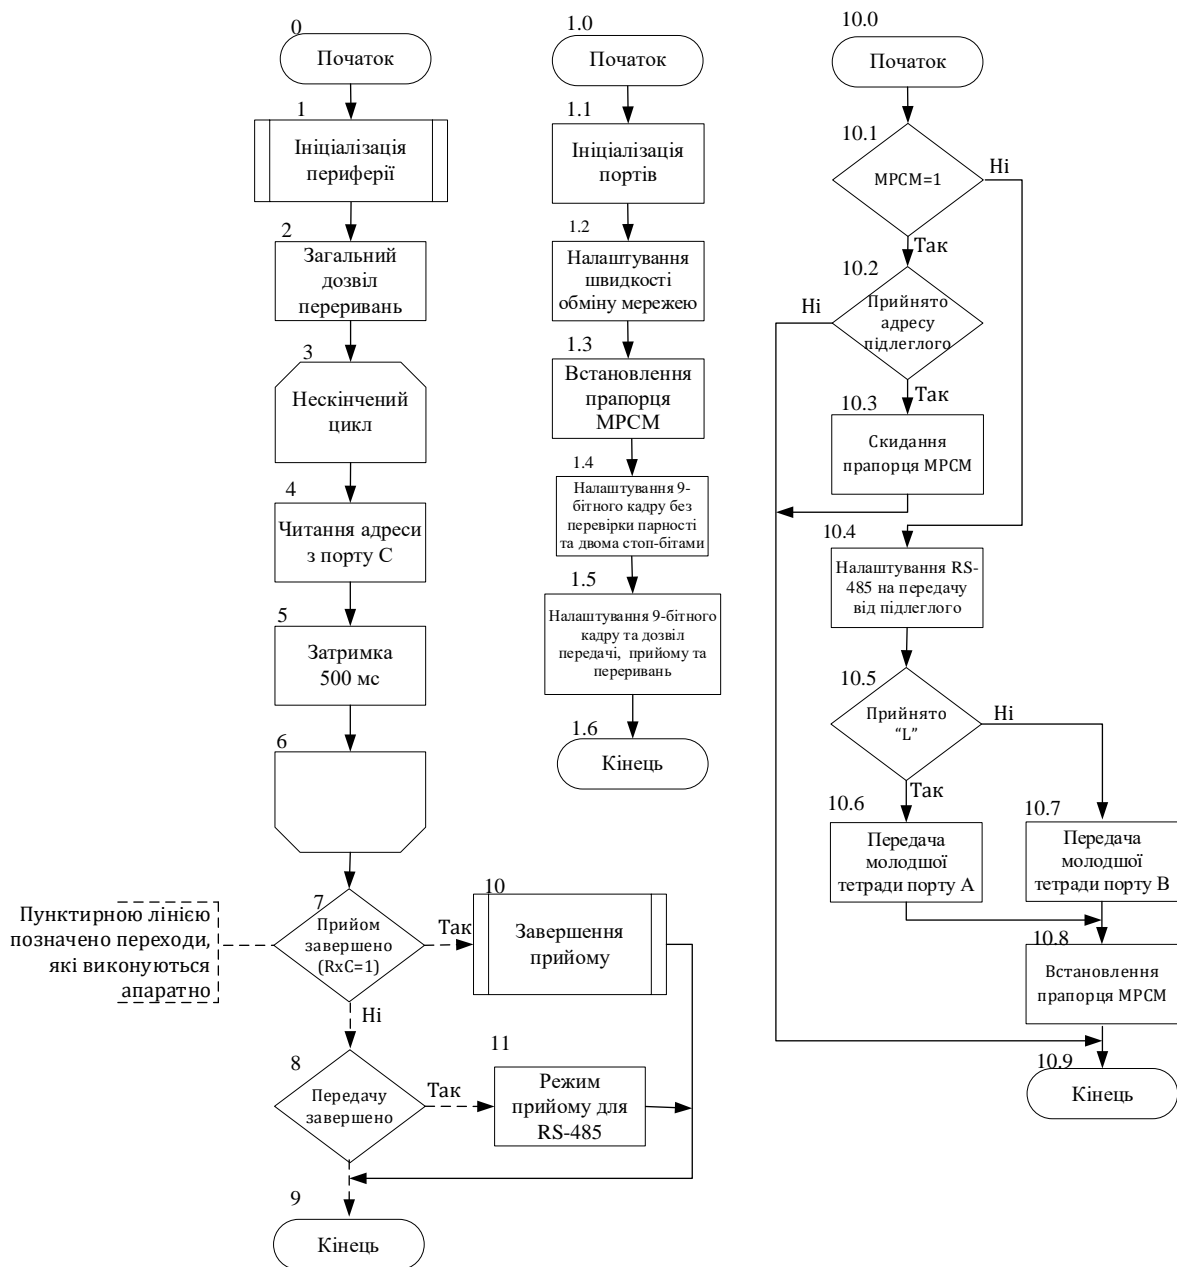 0
Початок
1
Ініціалізація
периферії
2
Загальний
дозвіл
переривань
3
Нескінчений
цикл
4
Читання адреси
з порту С
5
Затримка
500 мс
6
7
Прийом
завершено
(RxC=1)
Так
Ні
Пунктирною лінією
позначено переходи,
які виконуються
апаратно
10
Завершення
прийому
8
Передачу
завершено
Так
11
Режим
прийому для
RS-485
9
Кінець
1.0
Початок
1.1
Ініціалізація
портів
1.2
Налаштування
швидкості
обміну мережею
1.3
Встановлення
прапорця
МРСМ
1.4
Налаштування 9-
бітного кадру без
перевірки парності
та двома стоп-бітами
1.5
Налаштування 9-бітного
кадру та дозвіл
передачі, прийому та
переривань
1.6
Кінець
10.0
Початок
10.1
MPCM=1
Ні
Так
10.2
Прийнято
адресу
підлеглого
Ні
Так
10.3
Скидання
прапорця МРСМ
10.4
Налаштування RS-
485 на передачу
від підлеглого
10.5
Прийнято
“L”
Ні
Так
10.6
Передача
молодшої
тетради порту А
10.7
Передача
молодшої
тетради порту В
10.8
Встановлення
прапорця МРСМ
10.9
Кінець